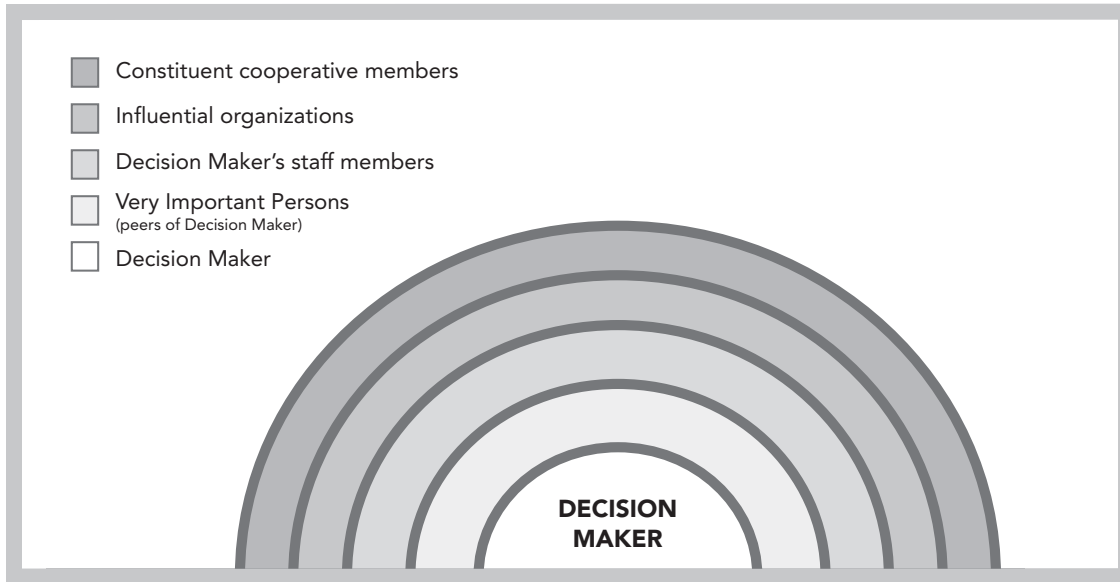 Constituent cooperative members
Influential organizations
Decision Maker’s staff members
Very Important Persons
(peers of Decision Maker)
Decision Maker
DECISION
MAKER